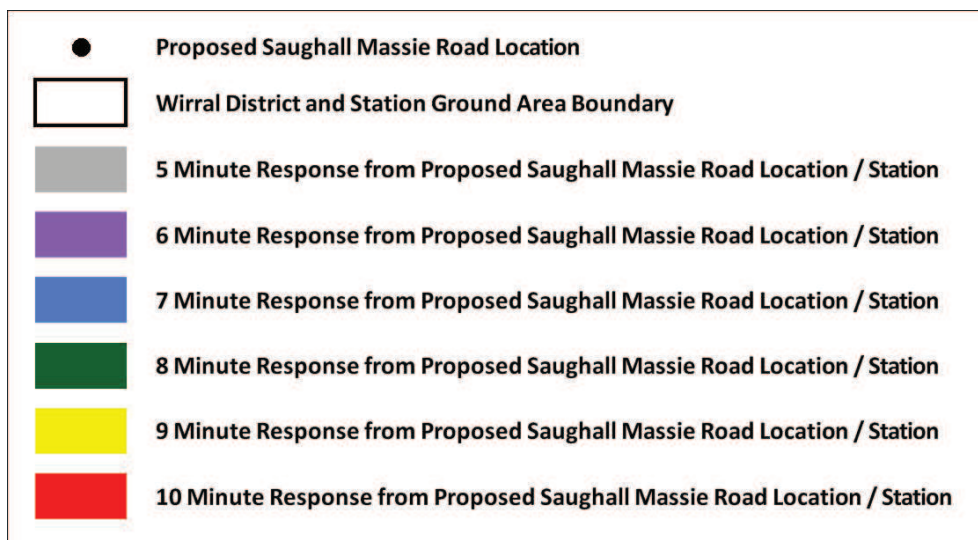 Proposed Saughall Massie Road Location
Wirral District and Station Ground Area Boundary
5 Minute Response from Proposed Saughall Massie Road Location / Station
6 Minute Response from Proposed Saughall Massie Road Location / Station
7 Minute Response from Proposed Saughall Massie Road Location / Station
8 Minute Response from Proposed Saughall Massie Road Location / Station
9 Minute Response from Proposed Saughall Massie Road Location / Station
10 Minute Response from Proposed Saughall Massie Road Location / Station